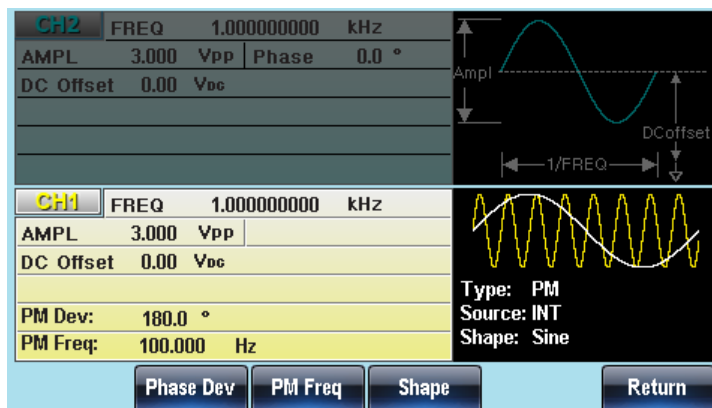 CH2 FREQ 1.000000000 kHz
AMPL 3.000 Vpp Phase 0.0 °
DC Offset 0.00 VDC
Ampl
DCoffset
1/FREQ
CH1 FREQ 1.000000000 kHz
AMPL 3.000 Vpp
DC Offset 0.00 VDC
PM Dev: 180.0 °
PM Freq: 100.000 Hz
Type: PM
Source: INT
Shape: Sine
Phase Dev PM Freq Shape Return